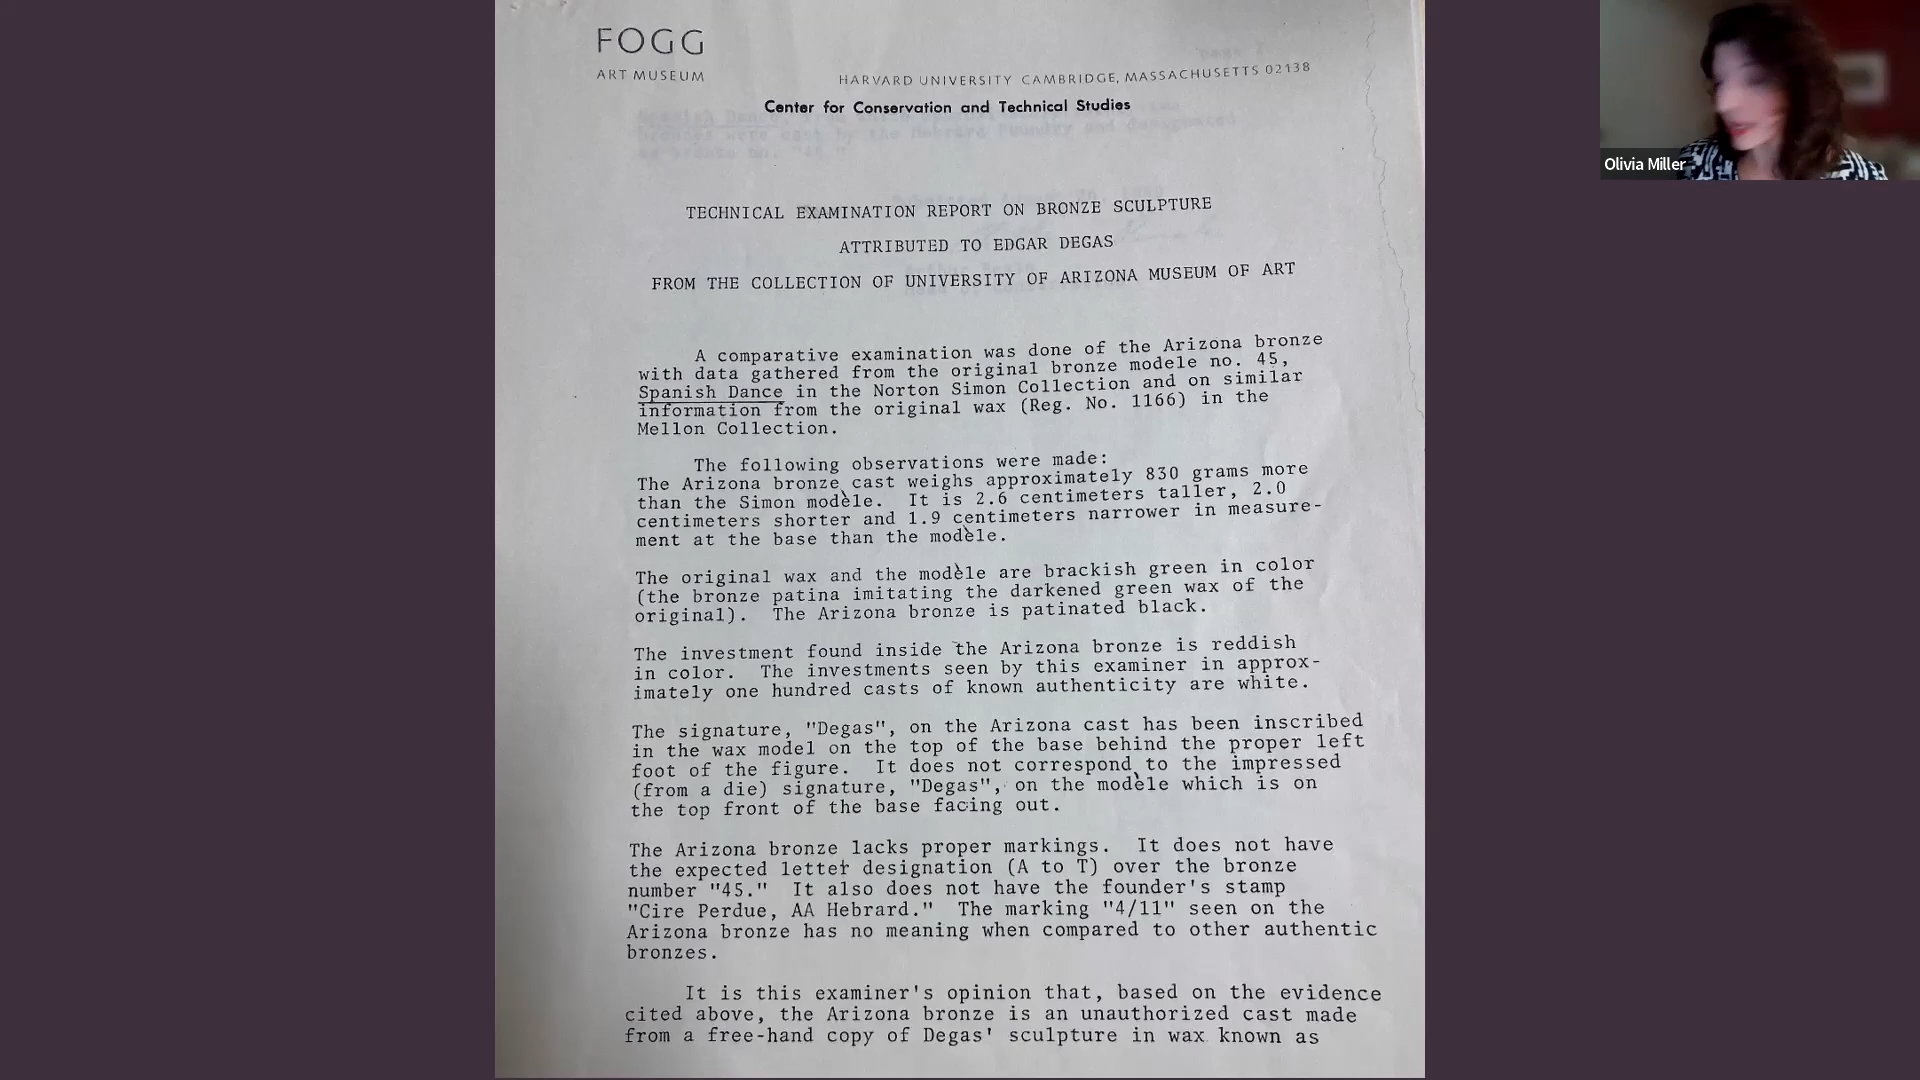 FOGG
ART MUSEUM
HARVARD UNIVERSITY CAMBRIDGE, MASSACHUSETTS 02138
Center for Conservation and Technical Studies
TECHNICAL EXAMINATION REPORT ON BRONZE SCULPTURE
ATTRIBUTED TO EDGAR DEGAS
FROM THE COLLECTION OF UNIVERSITY OF ARIZONA MUSEUM OF ART
A comparative examination was done of the Arizona bronze
with data gathered from the original bronze modele no. 45,
Spanish Dance in the Norton Simon Collection and on similar
information from the original wax (Reg. No. 1166) in the
Mellon Collection.
The following observations were made:
The Arizona bronze cast weighs approximately 830 grams more
than the Simon modèle. It is 2.6 centimeters taller, 2.0
centimeters shorter and 1.9 centimeters narrower in measure-
ment at the base than the modèle.
The original wax and the modèle are brackish green in color
(the bronze patina imitating the darkened green wax of the
original). The Arizona bronze is patinated black.
The investment found inside the Arizona bronze is reddish
in color. The investments seen by this examiner in approx-
imately one hundred casts of known authenticity are white.
The signature, "Degas", on the Arizona cast has been inscribed
in the wax model on the top of the base behind the proper left
foot of the figure. It does not correspond to the impressed
(from a die) signature, "Degas", on the modèle which is on
the top front of the base facing out.
The Arizona bronze lacks proper markings. It does not have
the expected letter designation (A to T) over the bronze
number "45." It also does not have the founder's stamp
"Cire Perdue, AA Hebrard." The marking "4/11" seen on the
Arizona bronze has no meaning when compared to other authentic
bronzes.
It is this examiner's opinion that, based on the evidence
cited above, the Arizona bronze is an unauthorized cast made
from a free-hand copy of Degas' sculpture in wax known as
Olivia Miller